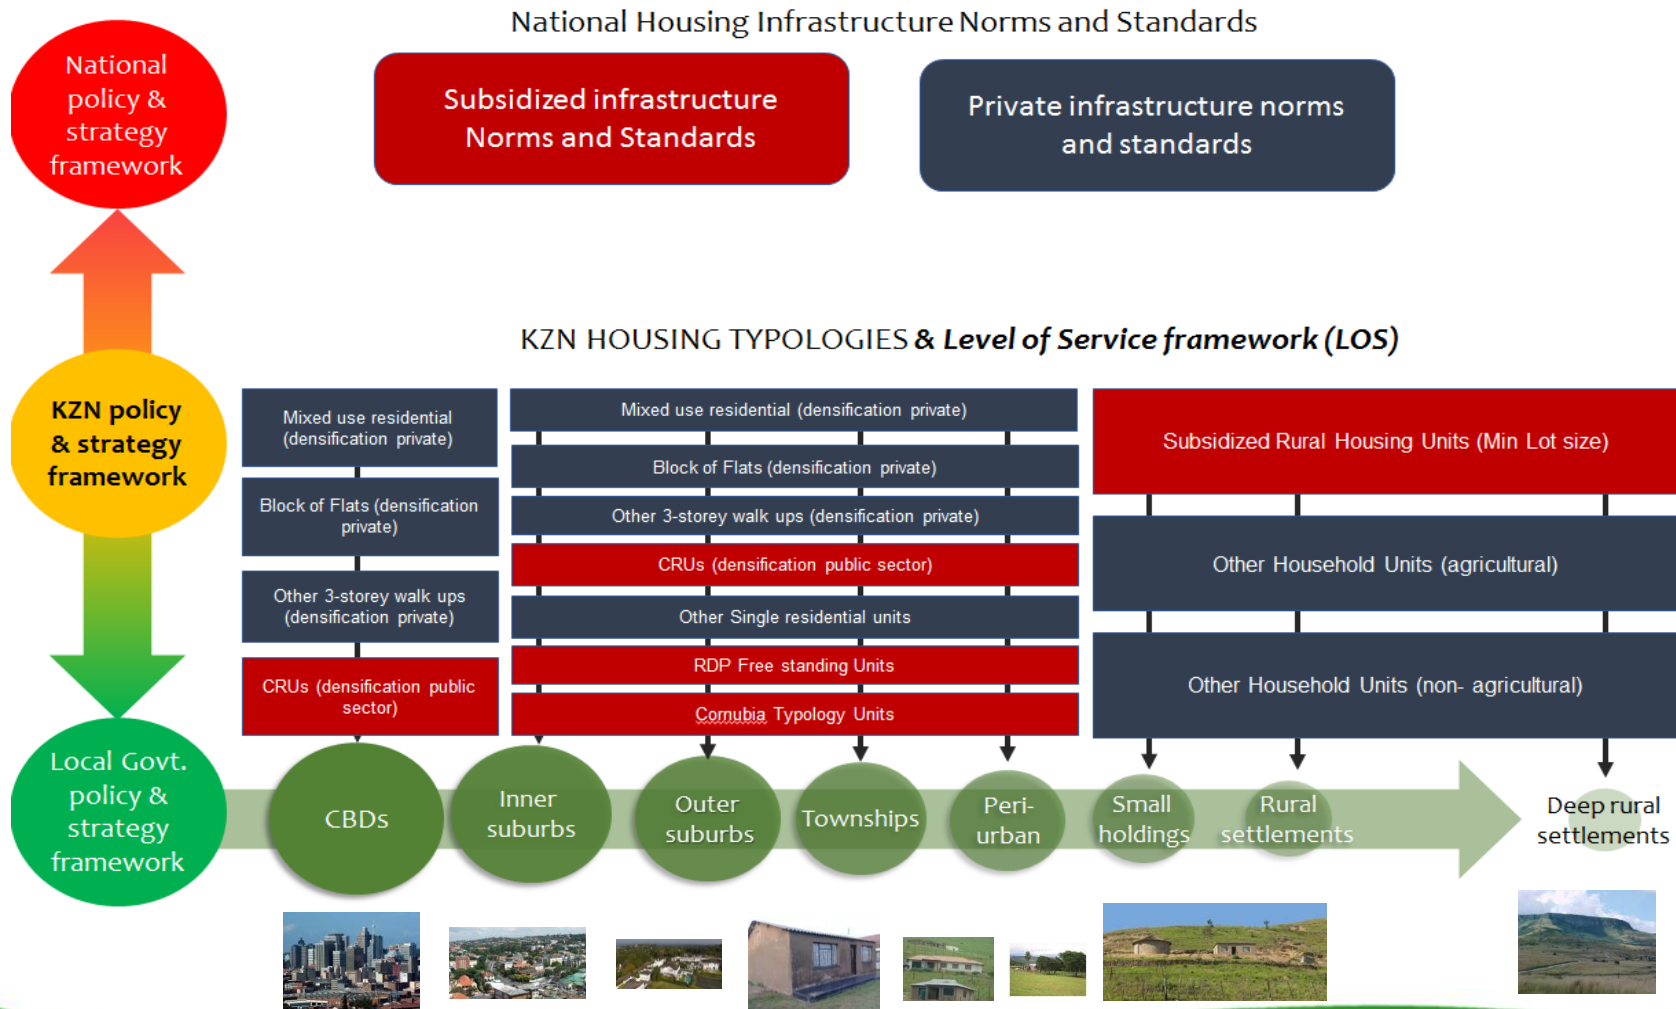 National Housing Infrastructure Norms and Standards
National
policy &
strategy
framework
Subsidized infrastructure
Norms and Standards
Private infrastructure norms
and standards
KZN HOUSING TYPOLOGIES & Level of Service framework (LOS)
KZN policy
& strategy
framework
Mixed use residential
(densification private)
Block of Flats (densification
private)
Other 3-storey walk ups
(densification private)
CRUs (densification public
sector)
Mixed use residential (densification private)
Block of Flats (densification private)
Other 3-storey walk ups (densification private)
CRUs (densification public sector)
Other Single residential units
RDP Free standing Units
Cornubia Typology Units
Subsidized Rural Housing Units (Min Lot size)
Other Household Units (agricultural)
Other Household Units (non- agricultural)
Local Govt.
policy &
strategy
framework
CBDs
Inner
suburbs
Outer
suburbs
Townships
Peri-
urban
Small
holdings
Rural
settlements
Deep rural
settlements